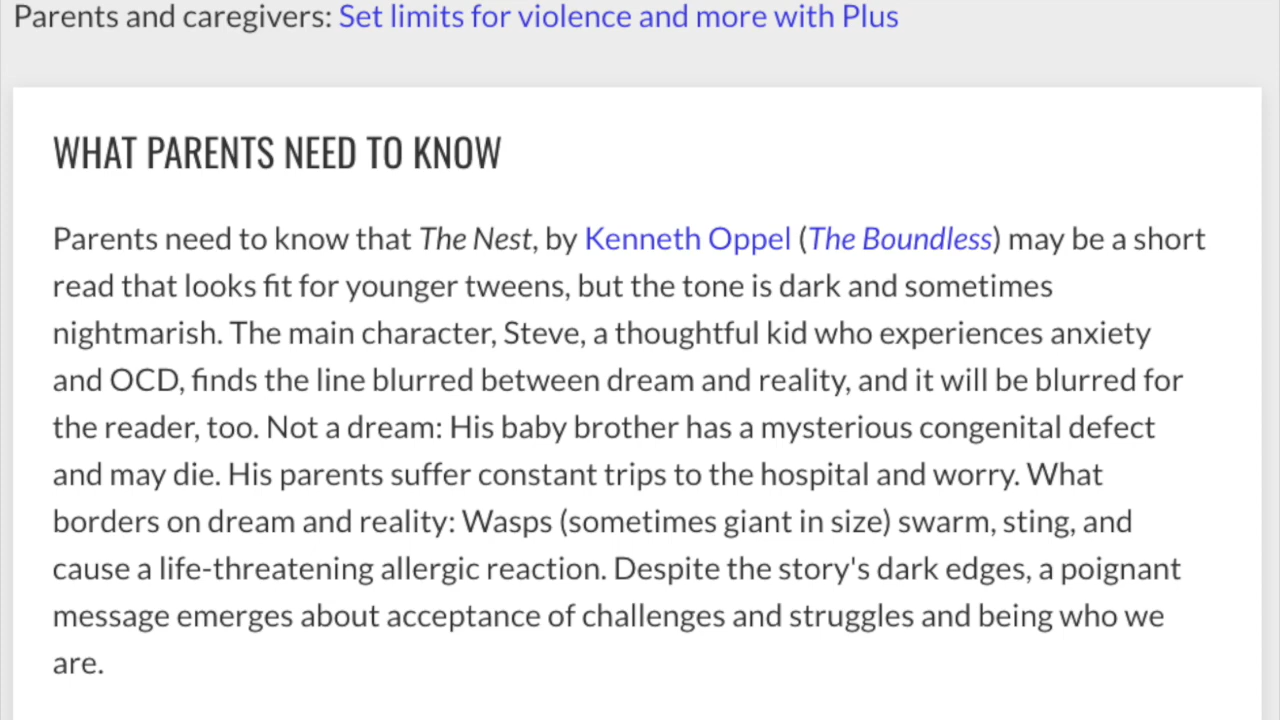 Parents and caregivers: Set limits for violence and more with Plus
WHAT PARENTS NEED TO KNOW
Parents need to know that The Nest, by Kenneth Oppel (The Boundless) may be a short
read that looks fit for younger tweens, but the tone is dark and sometimes
nightmarish. The main character, Steve, a thoughtful kid who experiences anxiety
and OCD, finds the line blurred between dream and reality, and it will be blurred for
the reader, too. Not a dream: His baby brother has a mysterious congenital defect
and may die. His parents suffer constant trips to the hospital and worry. What
borders on dream and reality: Wasps (sometimes giant in size) swarm, sting, and
cause a life-threatening allergic reaction. Despite the story's dark edges, a poignant
message emerges about acceptance of challenges and struggles and being who we
are.